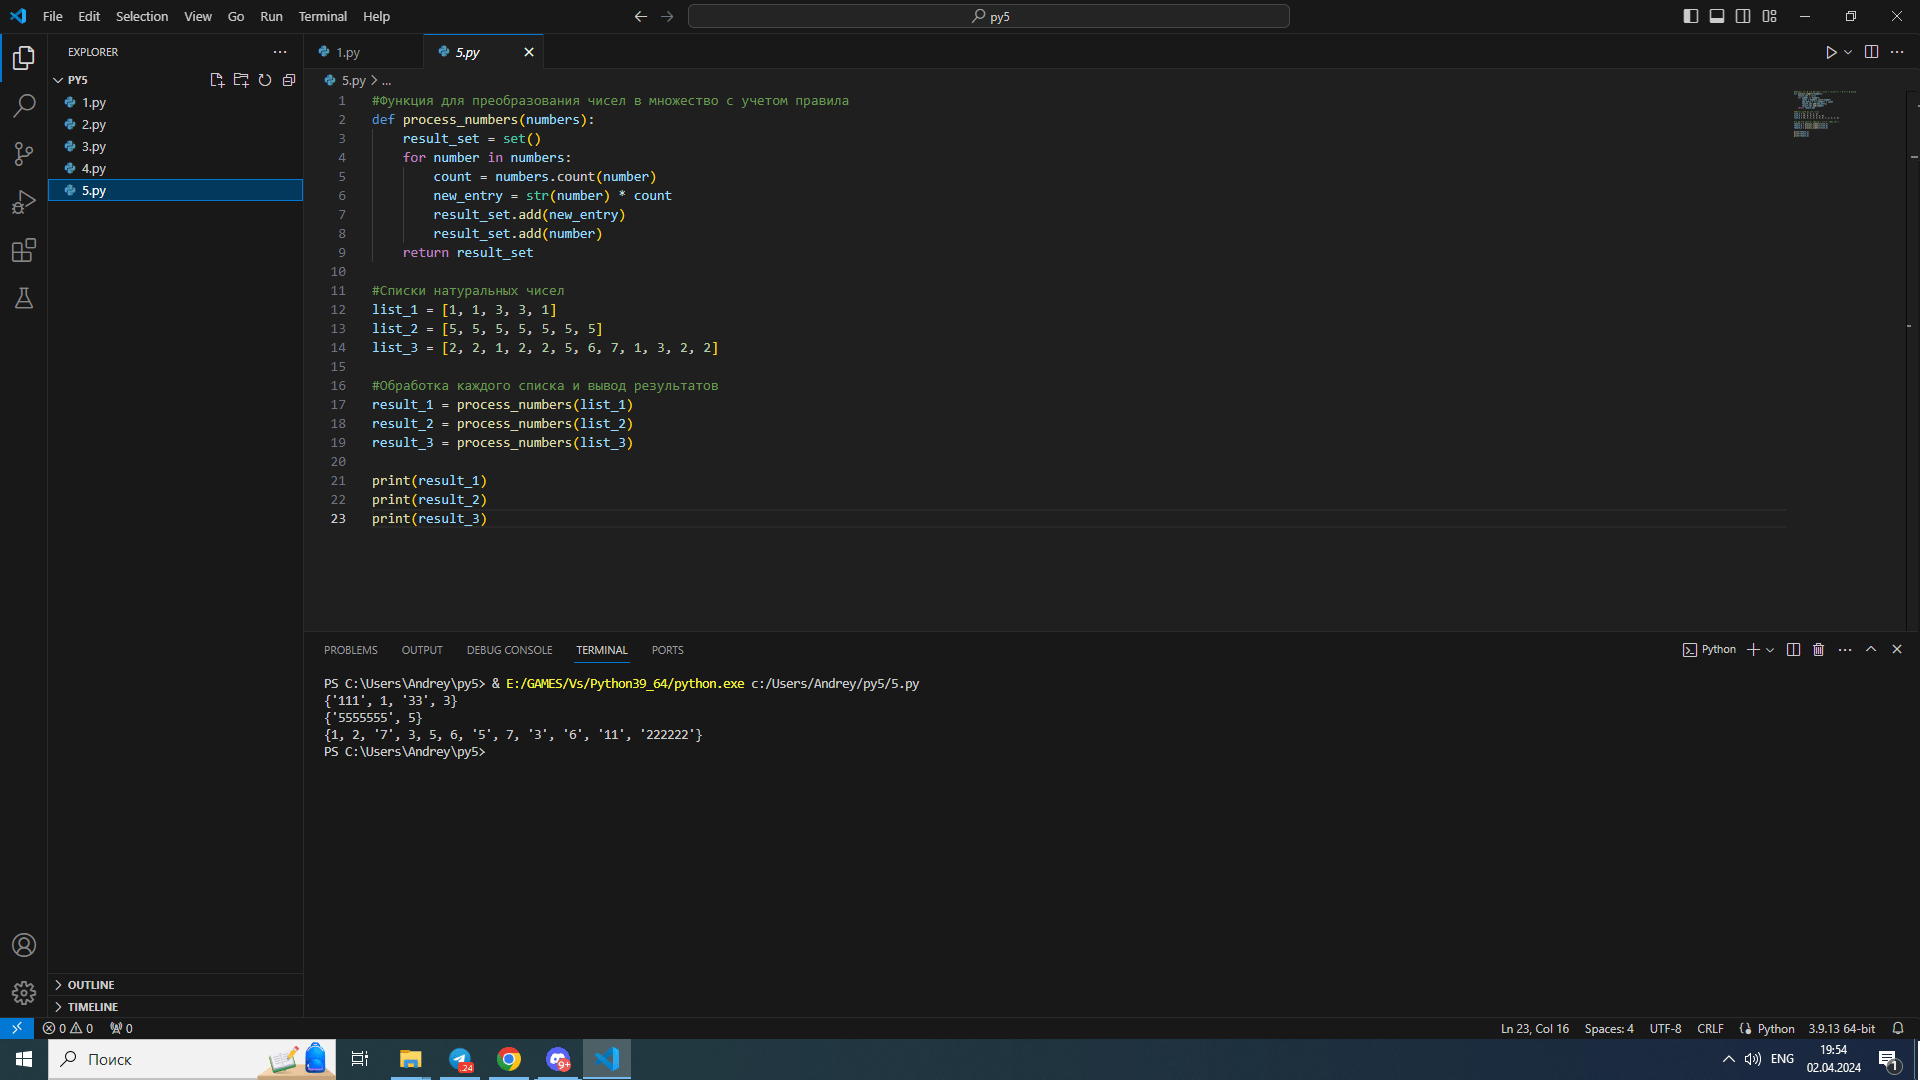 File Edit Selection View Go Run Terminal Help
py5
EXPLORER
PY5
1.py
2.py
3.py
4.py
5.py
OUTLINE
TIMELINE
1.py 5.py
5.py > ...
1 #Функция для преобразования чисел в множество с учетом правила
2 def process_numbers(numbers):
3 result_set = set()
4 for number in numbers:
5 count = numbers.count(number)
6 new_entry = str(number) * count
7 result_set.add(new_entry)
8 result_set.add(number)
9 return result_set
10
11 #Списки натуральных чисел
12 list_1 = [1, 1, 3, 3, 1]
13 list_2 = [5, 5, 5, 5, 5, 5, 5]
14 list_3 = [2, 2, 1, 2, 2, 5, 6, 7, 1, 3, 2, 2]
15
16 #Обработка каждого списка и вывод результатов
17 result_1 = process_numbers(list_1)
18 result_2 = process_numbers(list_2)
19 result_3 = process_numbers(list_3)
20
21 print(result_1)
22 print(result_2)
23 print(result_3)
PROBLEMS OUTPUT DEBUG CONSOLE TERMINAL PORTS
Python
PS C:\Users\Andrey\py5> & E:/GAMES/Vs/Python39_64/python.exe c:/Users/Andrey/py5/5.py
{'111', 1, '33', 3}
{'5555555', 5}
{1, 2, '7', 3, 5, 6, '5', 7, '3', '6', '11', '222222'}
PS C:\Users\Andrey\py5>
0 0 0 Ln 23, Col 16 Spaces: 4 UTF-8 CRLF Python 3.9.13 64-bit
Поиск
24
9+
ENG
19:54
02.04.2024
1